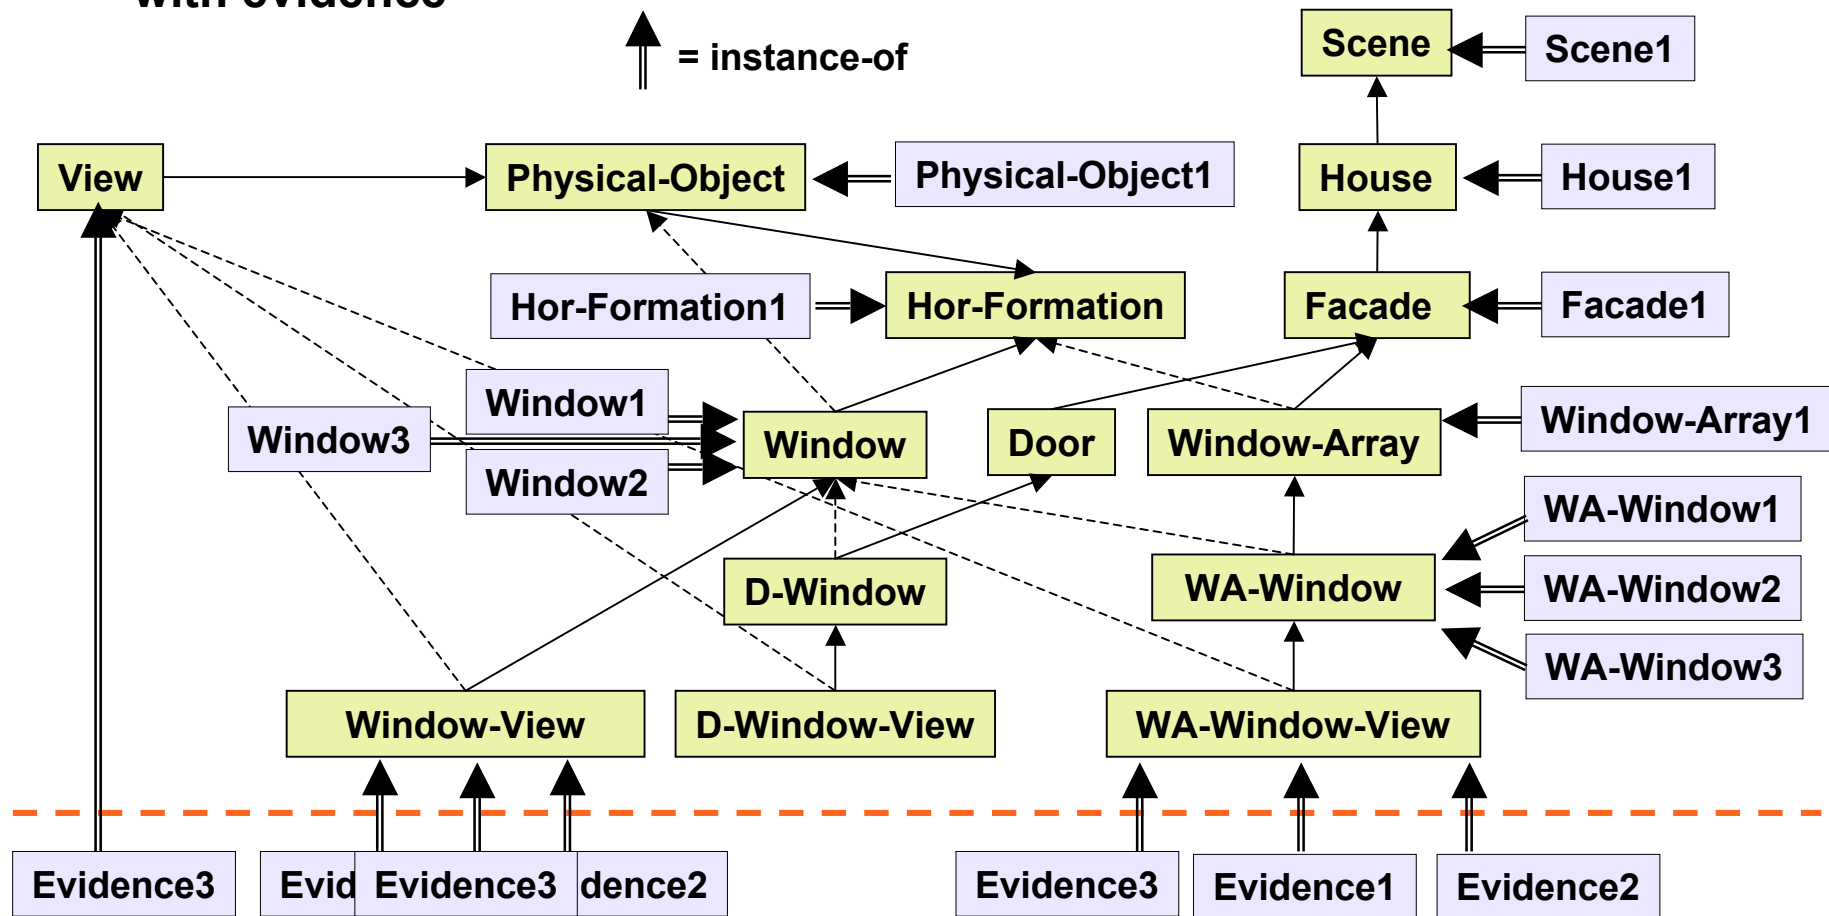 with evidence
= instance-of
Scene
Scene1
View
Physical-Object
Physical-Object1
House
House1
Hor-Formation1
Hor-Formation
Facade
Facade1
Window1
Window3
Window2
Window
Door
Window-Array
Window-Array1
WA-Window1
D-Window
WA-Window
WA-Window2
WA-Window3
Window-View
D-Window-View
WA-Window-View
Evidence3
Evid
Evidence3
dence2
Evidence3
Evidence1
Evidence2